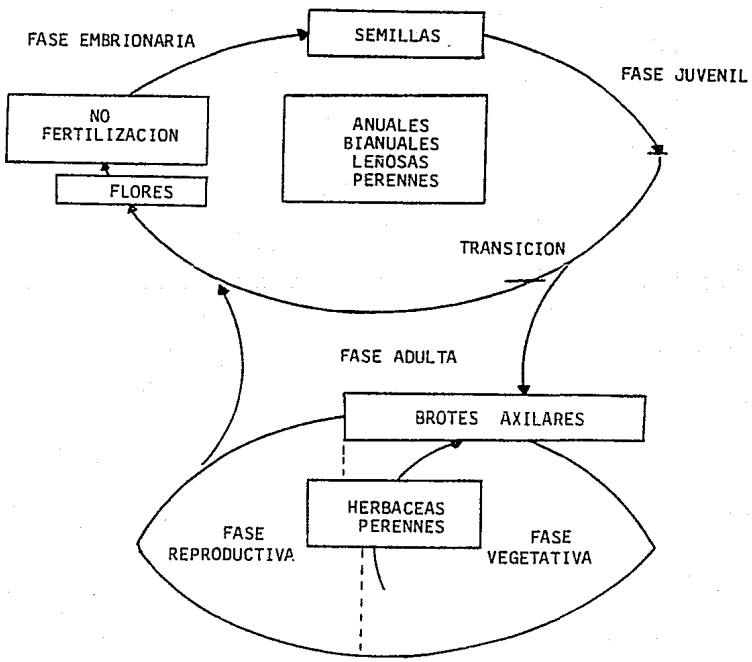 FASE EMBRIONARIA
SEMILLAS
FASE JUVENIL
NO
FERTILIZACION
FLORES
ANUALES
BIANUALES
LEÑOSAS
PERENNES
TRANSICION
FASE ADULTA
BROTES AXILARES
HERBACEAS
PERENNES
FASE
REPRODUCTIVA
FASE
VEGETATIVA